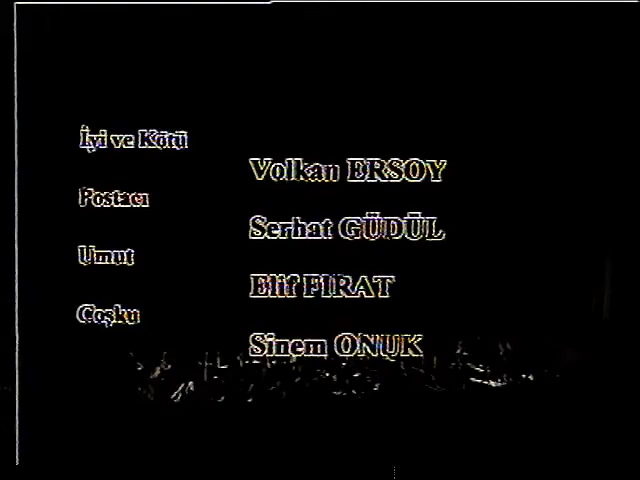 İyi ve Kötü
Volkan ERSOY
Postacı
Serhat GÜDÜL
Umut
Elif FIRAT
Coşku
Sinem ONUK